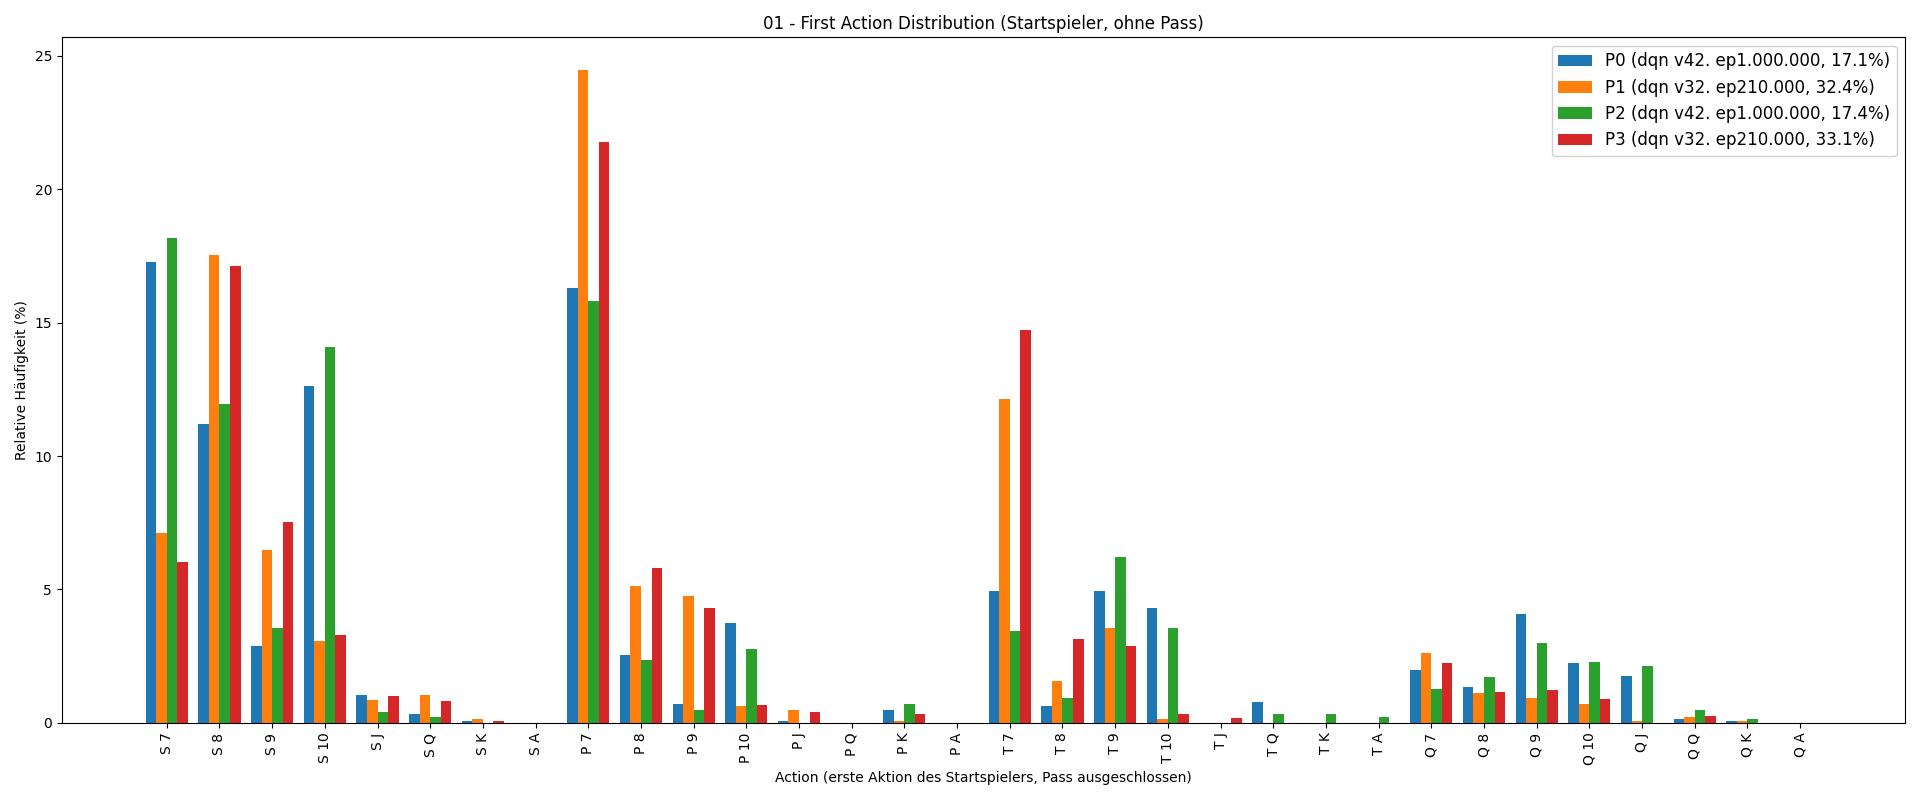 01 - First Action Distribution (Startspieler, ohne Pass)
P0 (dqn v42. ep1.000.000, 17.1%)
P1 (dqn v32. ep210.000, 32.4%)
P2 (dqn v42. ep1.000.000, 17.4%)
P3 (dqn v32. ep210.000, 33.1%)
Relative Häufigkeit (%)
25
20
15
10
5
0
S 7
S 8
S 9
S 10
S J
S Q
S K
S A
P 7
P 8
P 9
P 10
P J
P Q
P K
P A
T 7
T 8
T 9
T 10
T J
T Q
T K
T A
Q 7
Q 8
Q 9
Q 10
Q J
Q Q
Q K
Q A
Action (erste Aktion des Startspielers, Pass ausgeschlossen)